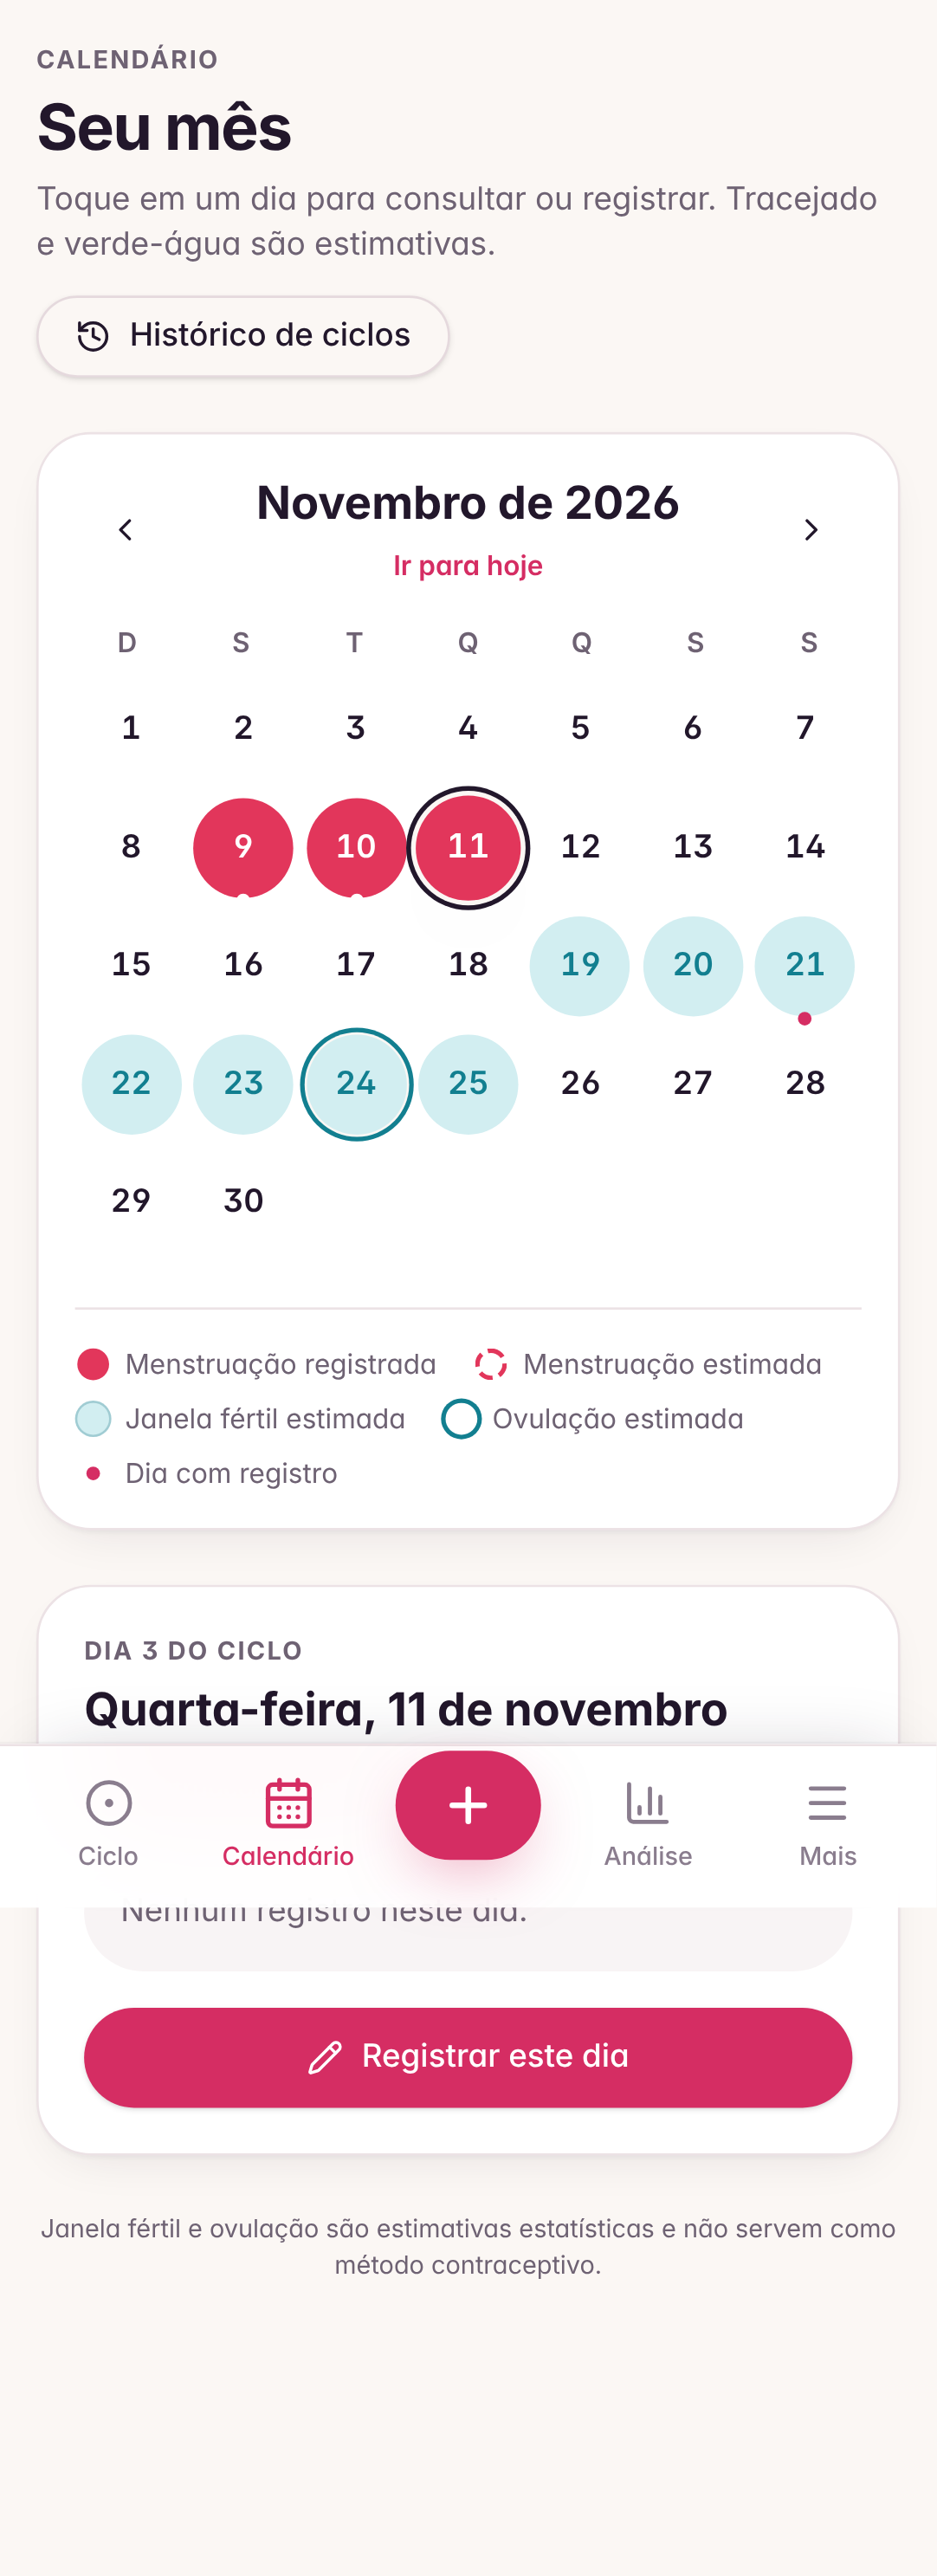 CALENDÁRIO
Seu mês
Toque em um dia para consultar ou registrar. Tracejado
e verde-água são estimativas.
Histórico de ciclos
Novembro de 2026
Ir para hoje
D S T Q Q S S
1 2 3 4 5 6 7
8 9 10 11 12 13 14
15 16 17 18 19 20 21
22 23 24 25 26 27 28
29 30
Menstruação registrada Menstruação estimada
Janela fértil estimada Ovulação estimada
Dia com registro
DIA 3 DO CICLO
Quarta-feira, 11 de novembro
Ciclo Calendário Análise Mais
Nenhum registro neste dia.
Registrar este dia
Janela fértil e ovulação são estimativas estatísticas e não servem como
método contraceptivo.